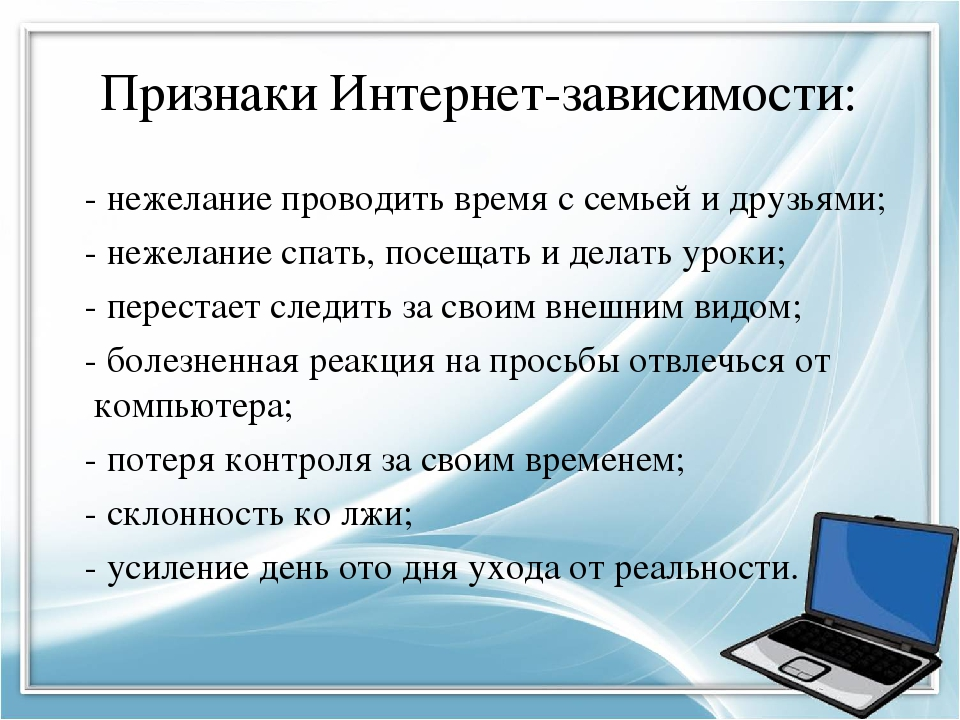 Признаки Интернет-зависимости:
- нежелание проводить время с семьей и друзьями;
- нежелание спать, посещать и делать уроки;
- перестает следить за своим внешним видом;
- болезненная реакция на просьбы отвлечься от
компьютера;
- потеря контроля за своим временем;
- склонность ко лжи;
- усиление день ото дня ухода от реальности.